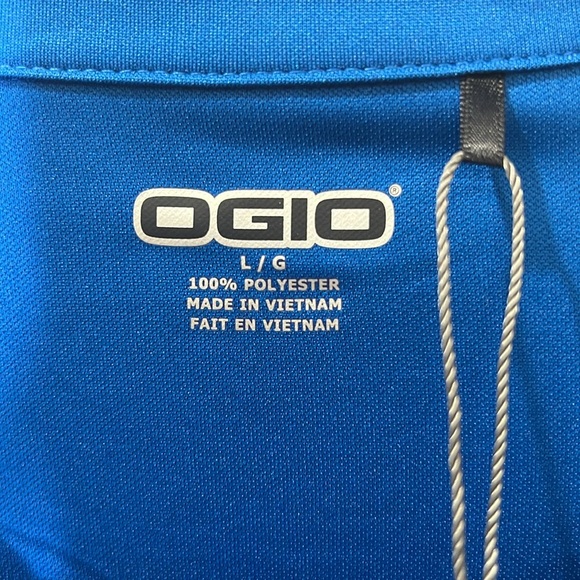 OGIO®
L / G
100% POLYESTER
MADE IN VIETNAM
FAIT EN VIETNAM